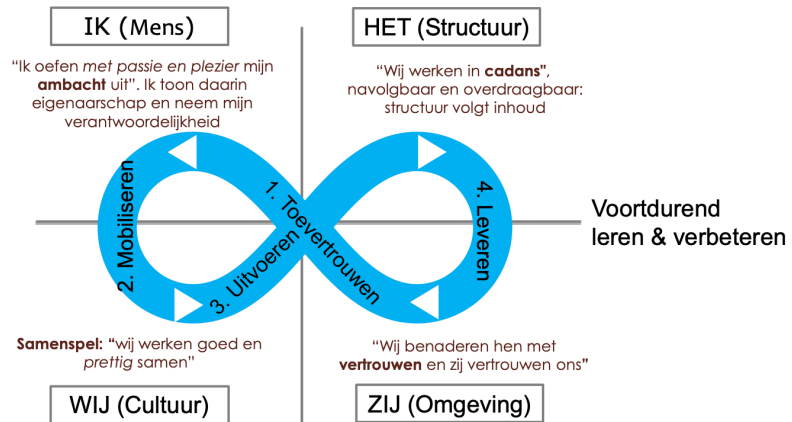 IK (Mens)
“Ik oefen met passie en plezier mijn
ambacht uit”. Ik toon daarin
eigenaarschap en neem mijn
verantwoordelijkheid
HET (Structuur)
“Wij werken in cadans",
navolgbaar en overdraagbaar:
structuur volgt inhoud
1. Toevertrouwen
2. Mobiliseren
3. Uitvoeren
4. Leveren
Voortdurend
leren & verbeteren
Samenspel: “wij werken goed en
prettig samen”
WIJ (Cultuur)
“Wij benaderen hen met
vertrouwen en zij vertrouwen ons”
ZIJ (Omgeving)